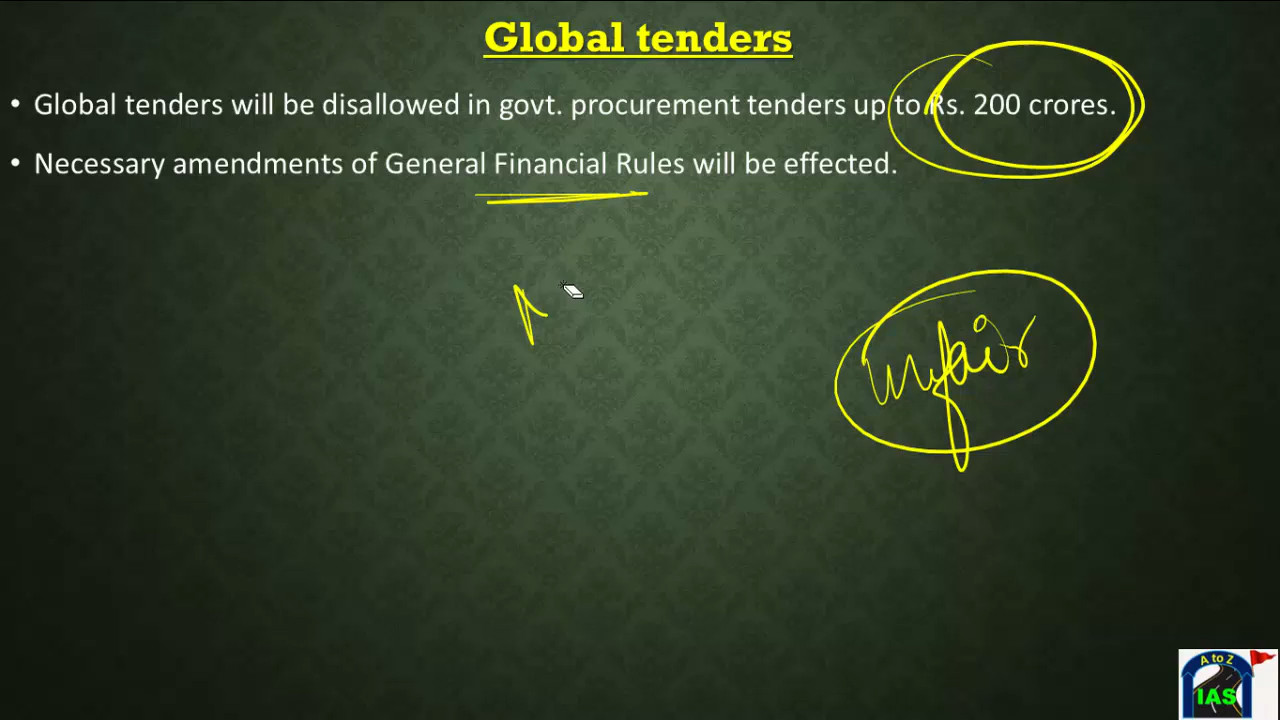 Global tenders
• Global tenders will be disallowed in govt. procurement tenders up to Rs. 200 crores.
• Necessary amendments of General Financial Rules will be effected.
unfair
A to Z
IAS